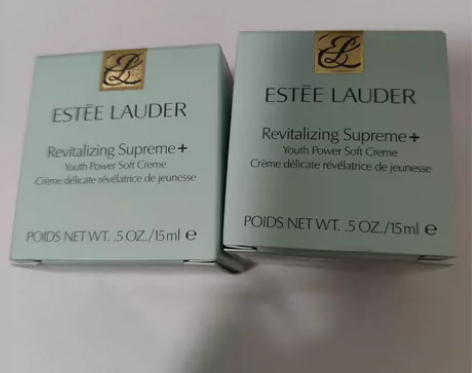 ESTĒE LAUDER
Revitalizing Supreme+
Youth Power Soft Creme
Crème délicate révélatrice de jeunesse
POIDS NET WT. .5 OZ./15ml e
ESTĒE LAUDER
Revitalizing Supreme+
Youth Power Soft Creme
Crème délicate révélatrice de jeunesse
POIDS NET WT. .5 OZ./15ml e